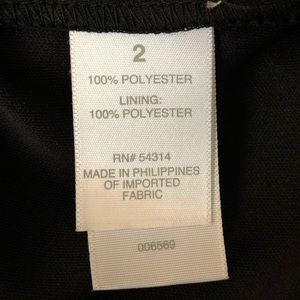 2
100% POLYESTER
LINING:
100% POLYESTER
RN# 54314
MADE IN PHILIPPINES
OF IMPORTED
FABRIC
006569